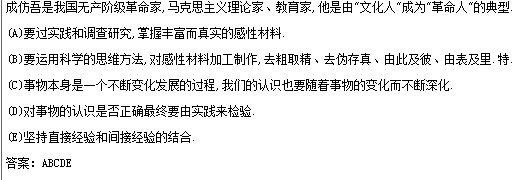 成仿吾是我国无产阶级革命家,马克思主义理论家、教育家,他是由"文化人"成为"革命人"的典型.
(A)要过实践和调查研究,掌握丰富而真实的感性材料.
(B)要运用科学的思维方法,对感性材料加工制作,去粗取精、去伪存真、由此及彼、由表及里.特.
(C)事物本身是一个不断变化发展的过程,我们的认识也要随着事物的变化而不断深化.
(D)对事物的认识是否正确最终要由实践来检验.
(E)坚持直接经验和间接经验的结合.
答案: ABCDE